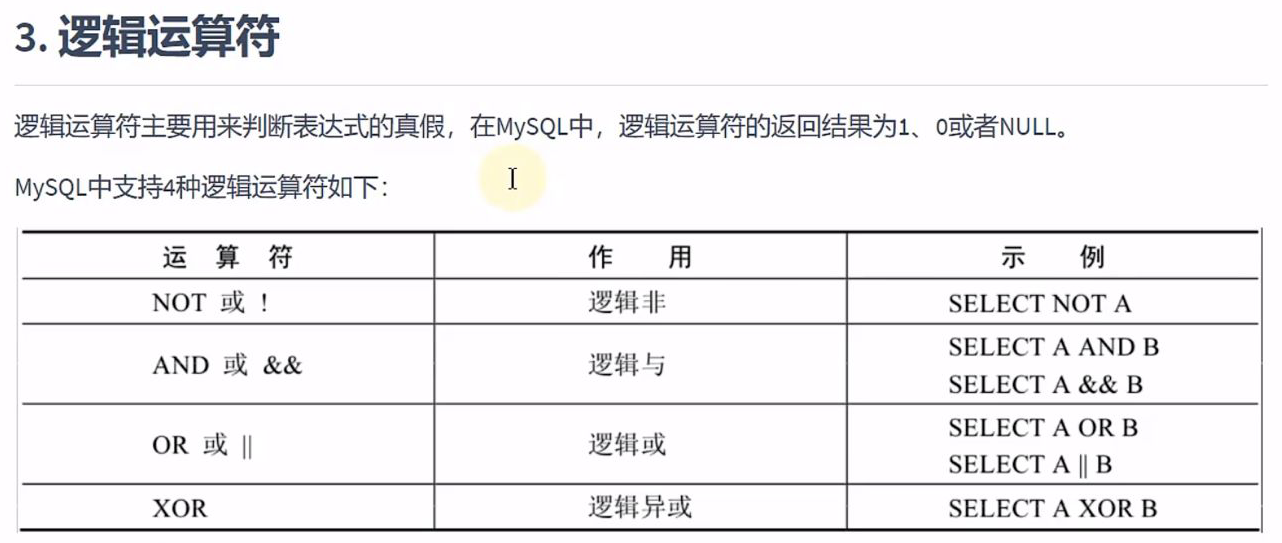 3. 逻辑运算符
逻辑运算符主要用来判断表达式的真假，在MySQL中，逻辑运算符的返回结果为1、0或者NULL。
MySQL中支持4种逻辑运算符如下：
运 算 符 作 用 示 例
NOT 或 ! 逻辑非 SELECT NOT A
AND 或 && 逻辑与 SELECT A AND B
SELECT A && B
OR 或 || 逻辑或 SELECT A OR B
SELECT A || B
XOR 逻辑异或 SELECT A XOR B